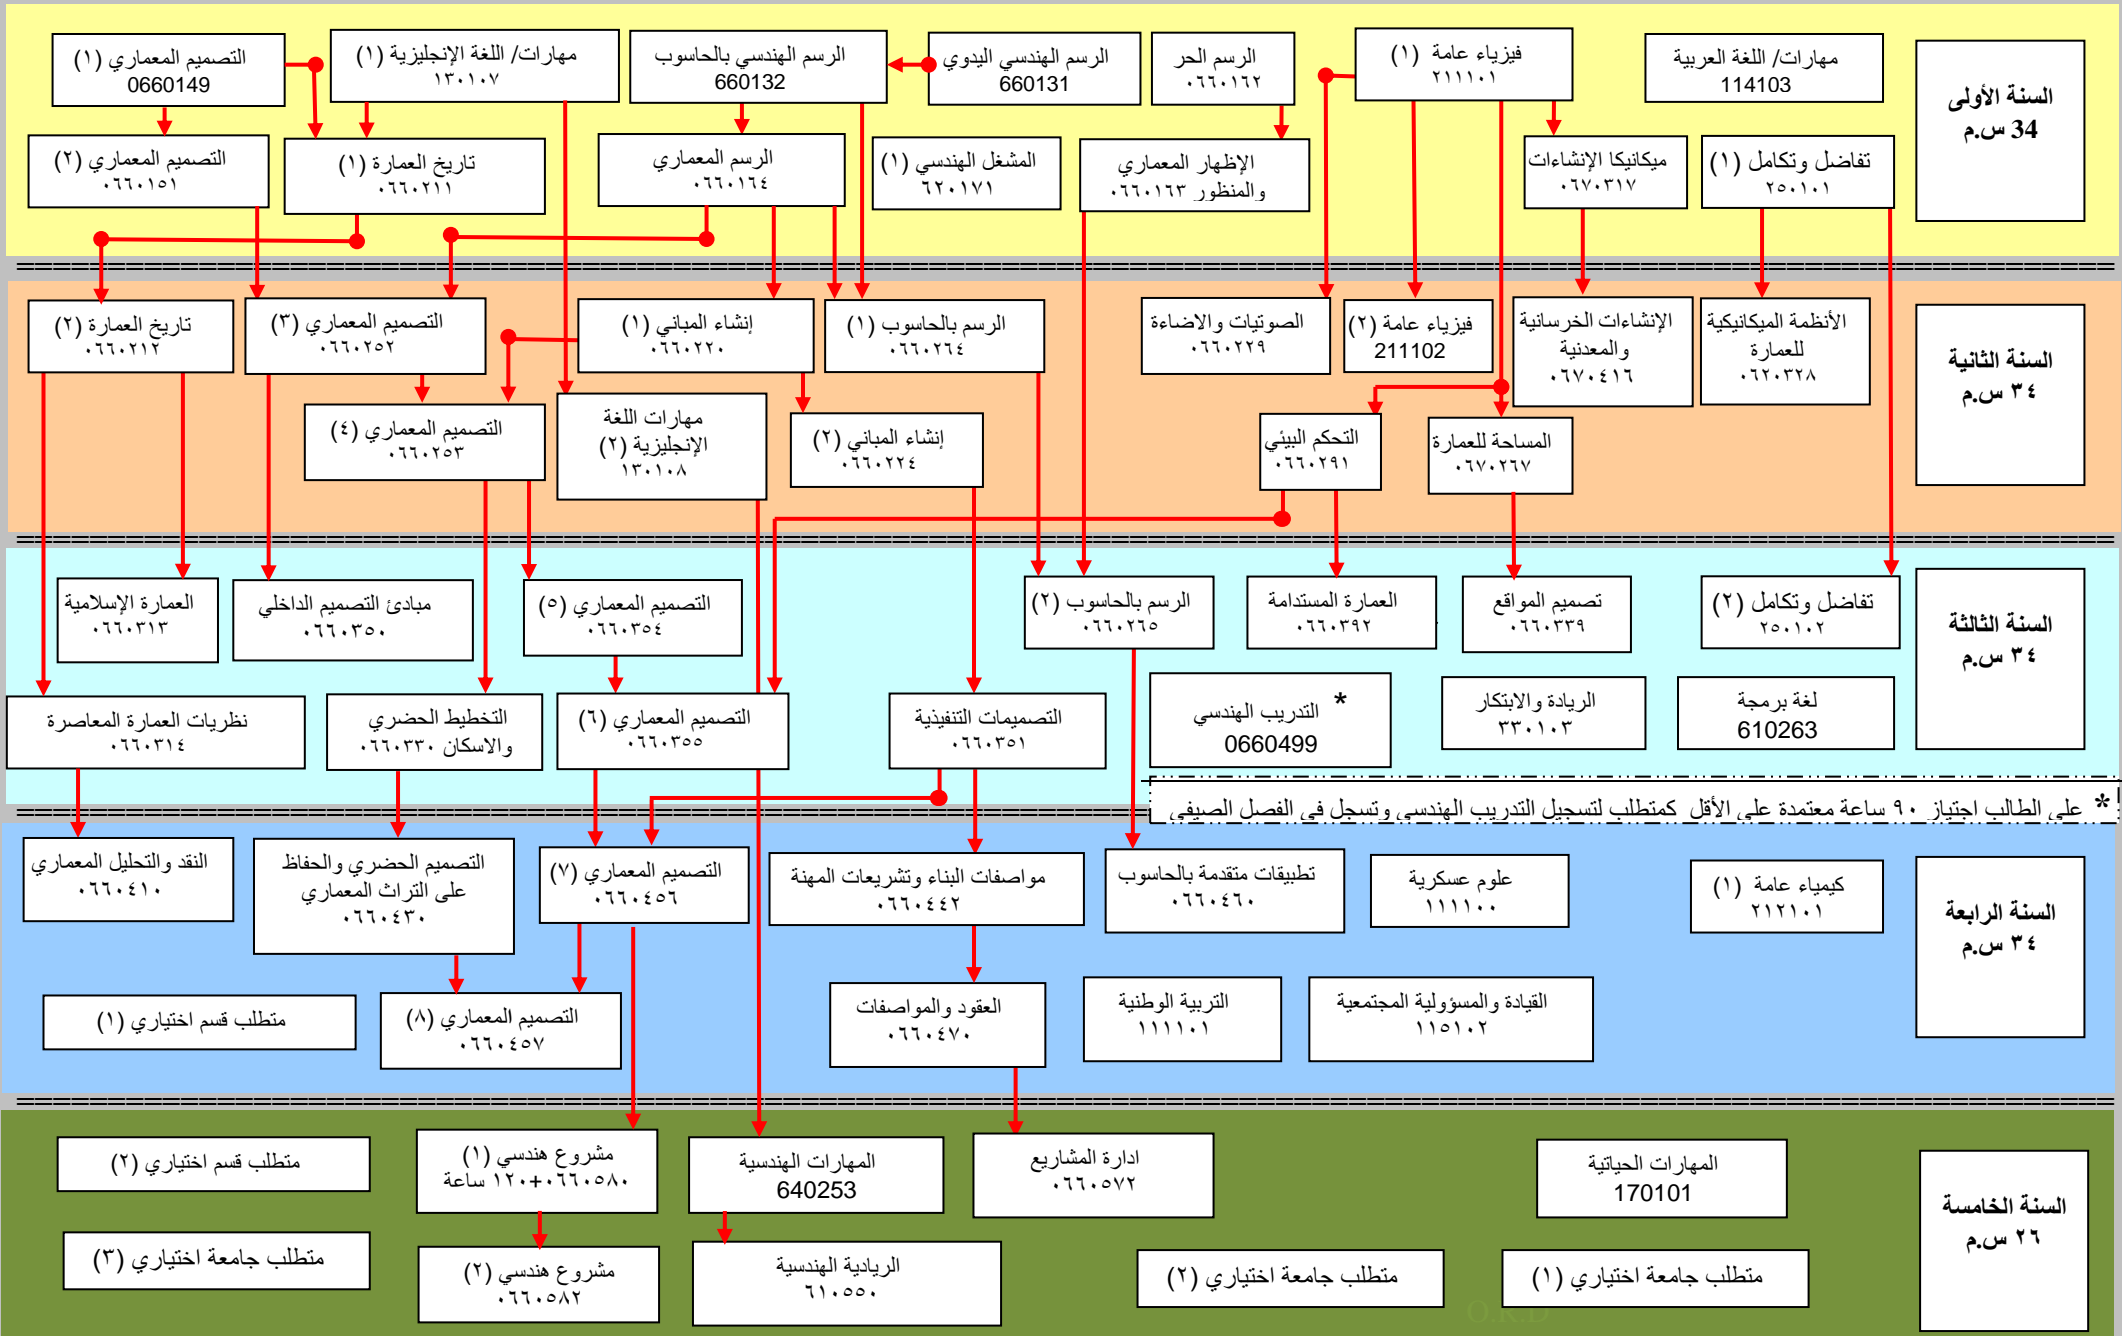 السنة الأولى
34 س.م
مهارات/ اللغة العربية
114103
فيزياء عامة (١)
٢١١١٠١
الرسم الحر
٠٦٦٠١٦٢
الرسم الهندسي اليدوي
660131
الرسم الهندسي بالحاسوب
660132
مهارات/ اللغة الإنجليزية (١)
١٣٠١٠٧
التصميم المعماري (١)
0660149
تفاضل وتكامل (١)
٢٥٠١٠١
ميكانيكا الإنشاءات
٠٦٧٠٣١٧
الإظهار المعماري
والمنظور ٠٦٦٠١٦٣
المشغل الهندسي (١)
٦٢٠١٧١
الرسم المعماري
٠٦٦٠١٦٤
تاريخ العمارة (١)
٠٦٦٠٢١١
التصميم المعماري (٢)
٠٦٦٠١٥١
السنة الثانية
٣٤ س.م
الأنظمة الميكانيكية
للعمارة
٠٦٢٠٣٢٨
الإنشاءات الخرسانية
والمعدنية
٠٦٧٠٤١٦
فيزياء عامة (٢)
211102
الصوتيات والاضاءة
٠٦٦٠٢٢٩
الرسم بالحاسوب (١)
٠٦٦٠٢٦٤
إنشاء المباني (١)
٠٦٦٠٢٢٠
التصميم المعماري (٣)
٠٦٦٠٢٥٢
تاريخ العمارة (٢)
٠٦٦٠٢١٢
المساحة للعمارة
٠٦٧٠٢٦٧
التحكم البيئي
٠٦٦٠٢٩١
إنشاء المباني (٢)
٠٦٦٠٢٢٤
مهارات اللغة
الإنجليزية (٢)
١٣٠١٠٨
التصميم المعماري (٤)
٠٦٦٠٢٥٣
السنة الثالثة
٣٤ س.م
تفاضل وتكامل (٢)
٢٥٠١٠٢
تصميم المواقع
٠٦٦٠٣٣٩
العمارة المستدامة
٠٦٦٠٣٩٢
الرسم بالحاسوب (٢)
٠٦٦٠٢٦٥
التصميم المعماري (٥)
٠٦٦٠٣٥٤
مبادئ التصميم الداخلي
٠٦٦٠٣٥٠
العمارة الإسلامية
٠٦٦٠٣١٣
لغة برمجة
610263
الريادة والابتكار
٣٣٠١٠٣
* التدريب الهندسي
0660499
التصميمات التنفيذية
٠٦٦٠٣٥١
التصميم المعماري (٦)
٠٦٦٠٣٥٥
التخطيط الحضري
والاسكان ٠٦٦٠٣٣٠
نظريات العمارة المعاصرة
٠٦٦٠٣١٤
* على الطالب اجتياز ٩٠ ساعة معتمدة على الأقل كمتطلب لتسجيل التدريب الهندسي وتسجل في الفصل الصيفي
السنة الرابعة
٣٤ س.م
كيمياء عامة (١)
٢١٢١٠١
علوم عسكرية
١١١١٠٠
تطبيقات متقدمة بالحاسوب
٠٦٦٠٤٦٠
مواصفات البناء وتشريعات المهنة
٠٦٦٠٤٤٢
التصميم المعماري (٧)
٠٦٦٠٤٥٦
التصميم الحضري والحفاظ
على التراث المعماري
٠٦٦٠٤٣٠
النقد والتحليل المعماري
٠٦٦٠٤١٠
القيادة والمسؤولية المجتمعية
١١٥١٠٢
التربية الوطنية
١١١١٠١
العقود والمواصفات
٠٦٦٠٤٧٠
التصميم المعماري (٨)
٠٦٦٠٤٥٧
متطلب قسم اختياري (١)
السنة الخامسة
٢٦ س.م
المهارات الحياتية
170101
ادارة المشاريع
٠٦٦٠٥٧٢
المهارات الهندسية
640253
مشروع هندسي (١)
٠٦٦٠٥٨٠+١٢٠ ساعة
متطلب قسم اختياري (٢)
متطلب جامعة اختياري (١)
متطلب جامعة اختياري (٢)
الريادية الهندسية
٦١٠٥٥٠
مشروع هندسي (٢)
٠٦٦٠٥٨٢
متطلب جامعة اختياري (٣)